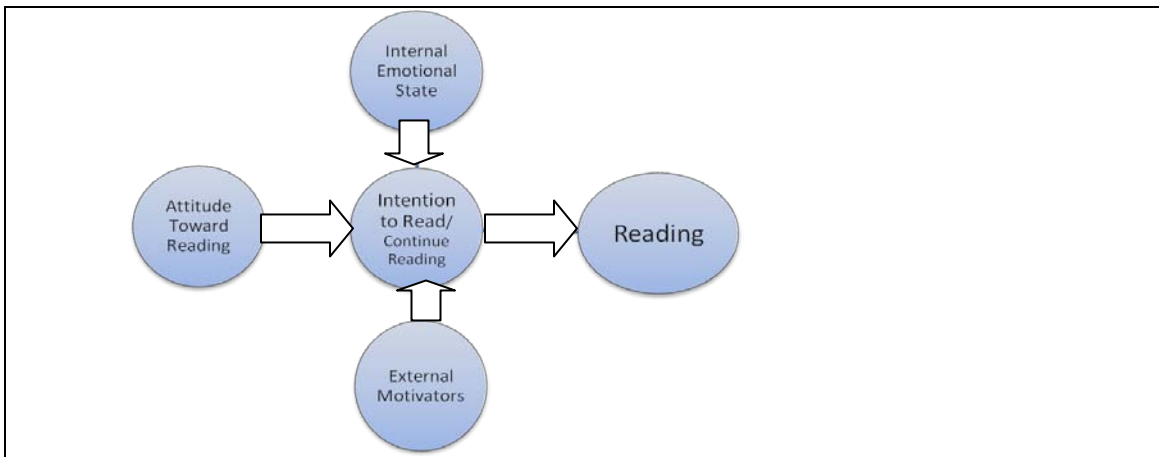 Internal
Emotional
State
Attitude
Toward
Reading
Intention
to Read/
Continue
Reading
Reading
External
Motivators